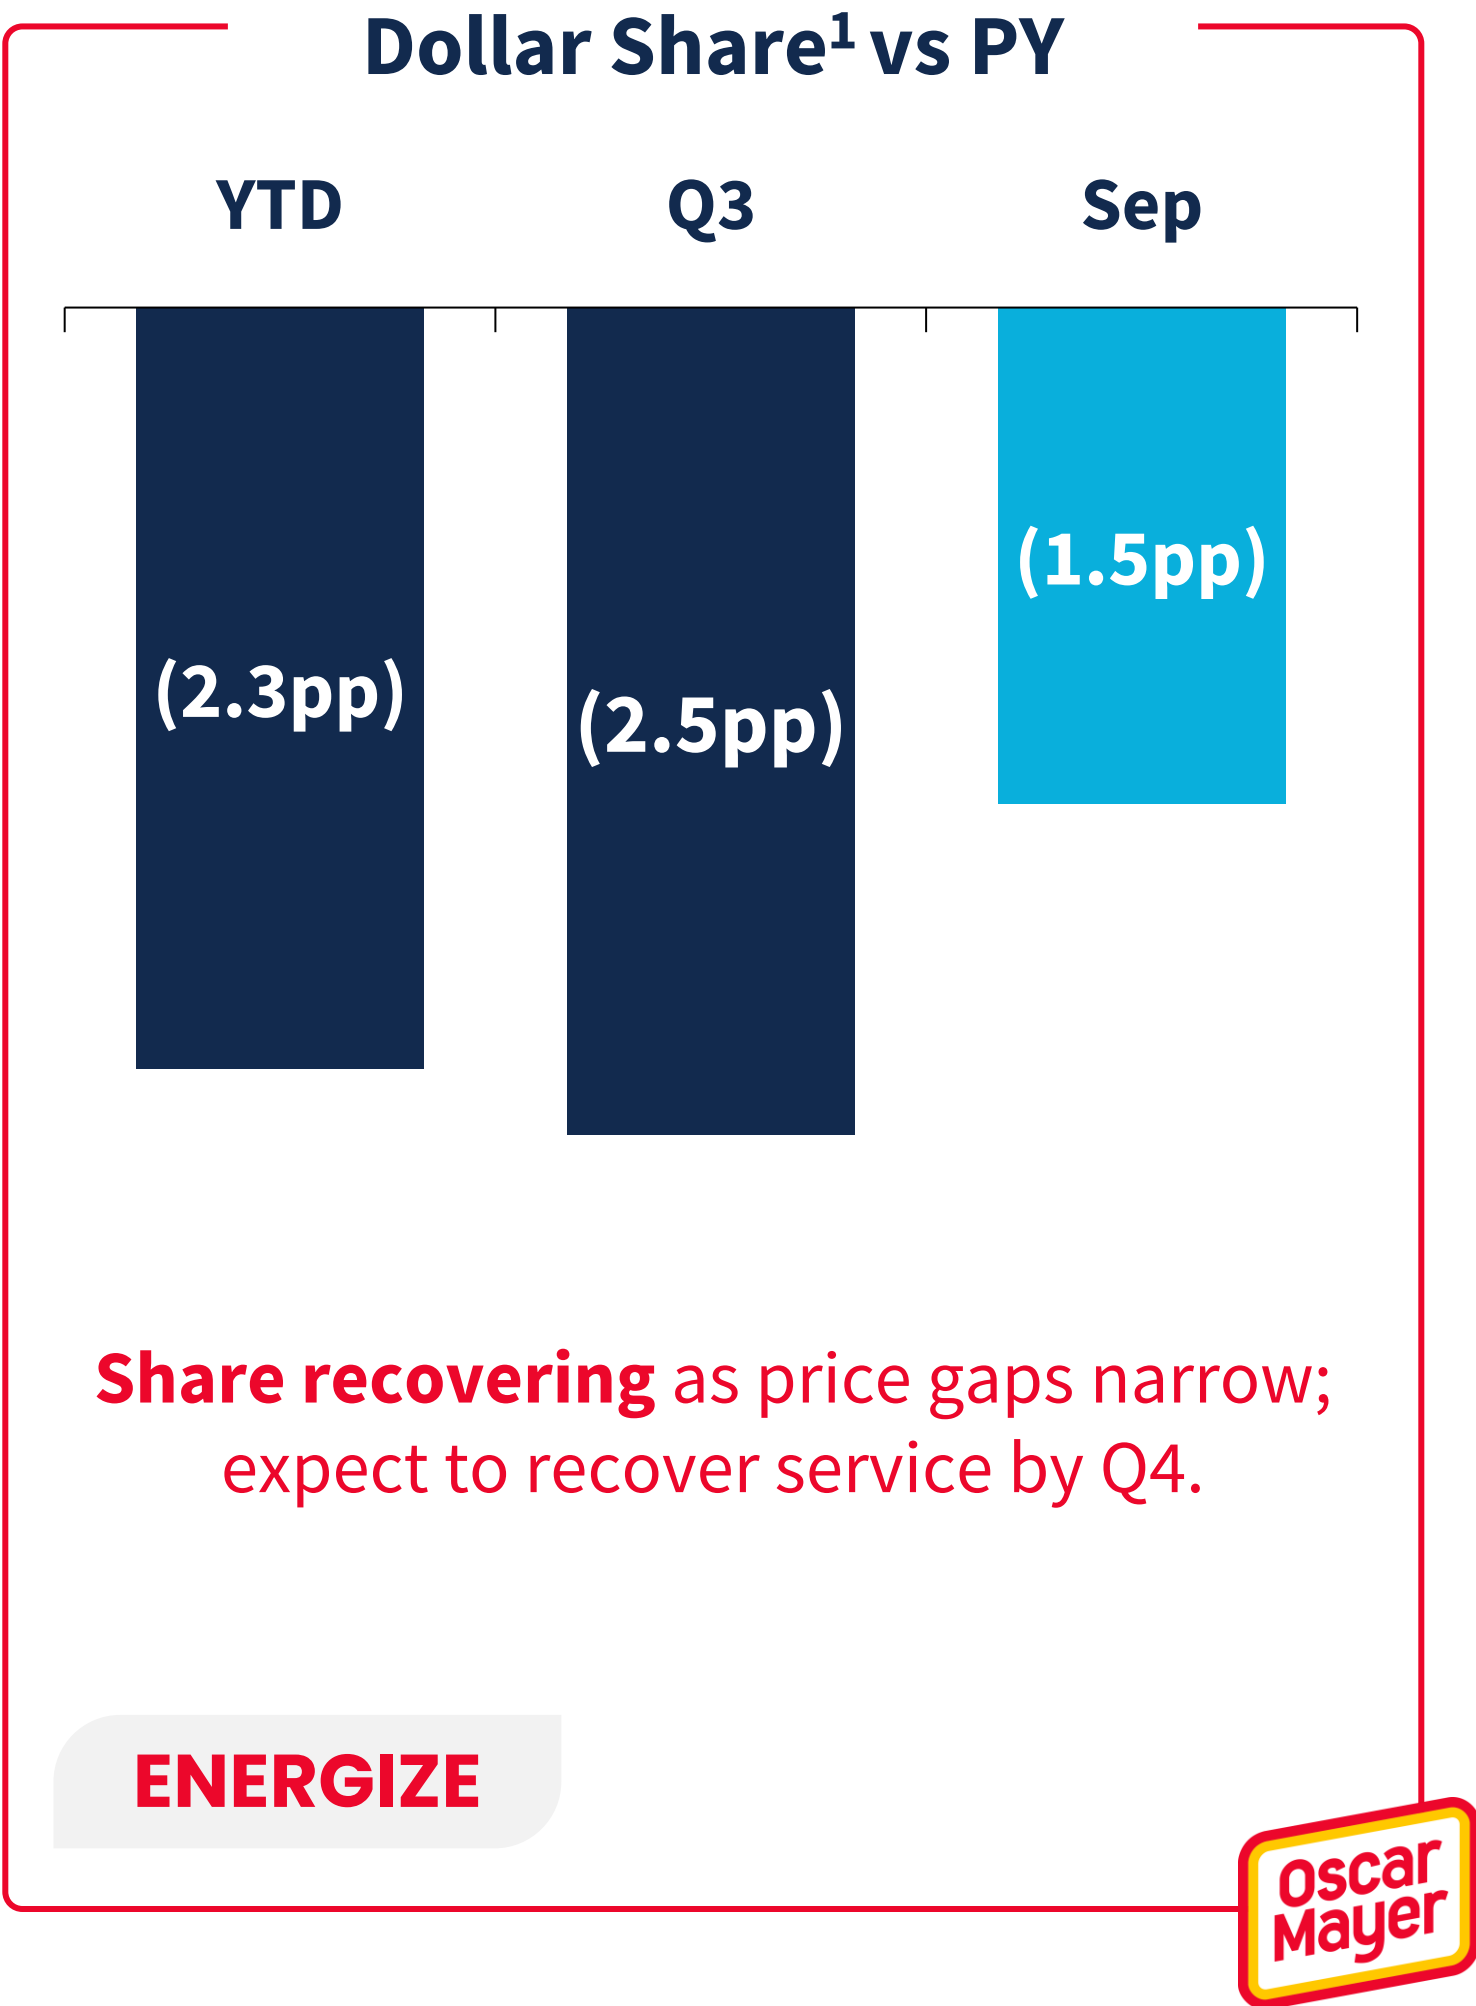 Dollar Share¹ vs PY
YTD Q3 Sep
(2.3pp) (2.5pp) (1.5pp)
Share recovering as price gaps narrow;
expect to recover service by Q4.
ENERGIZE
Oscar
Mayer